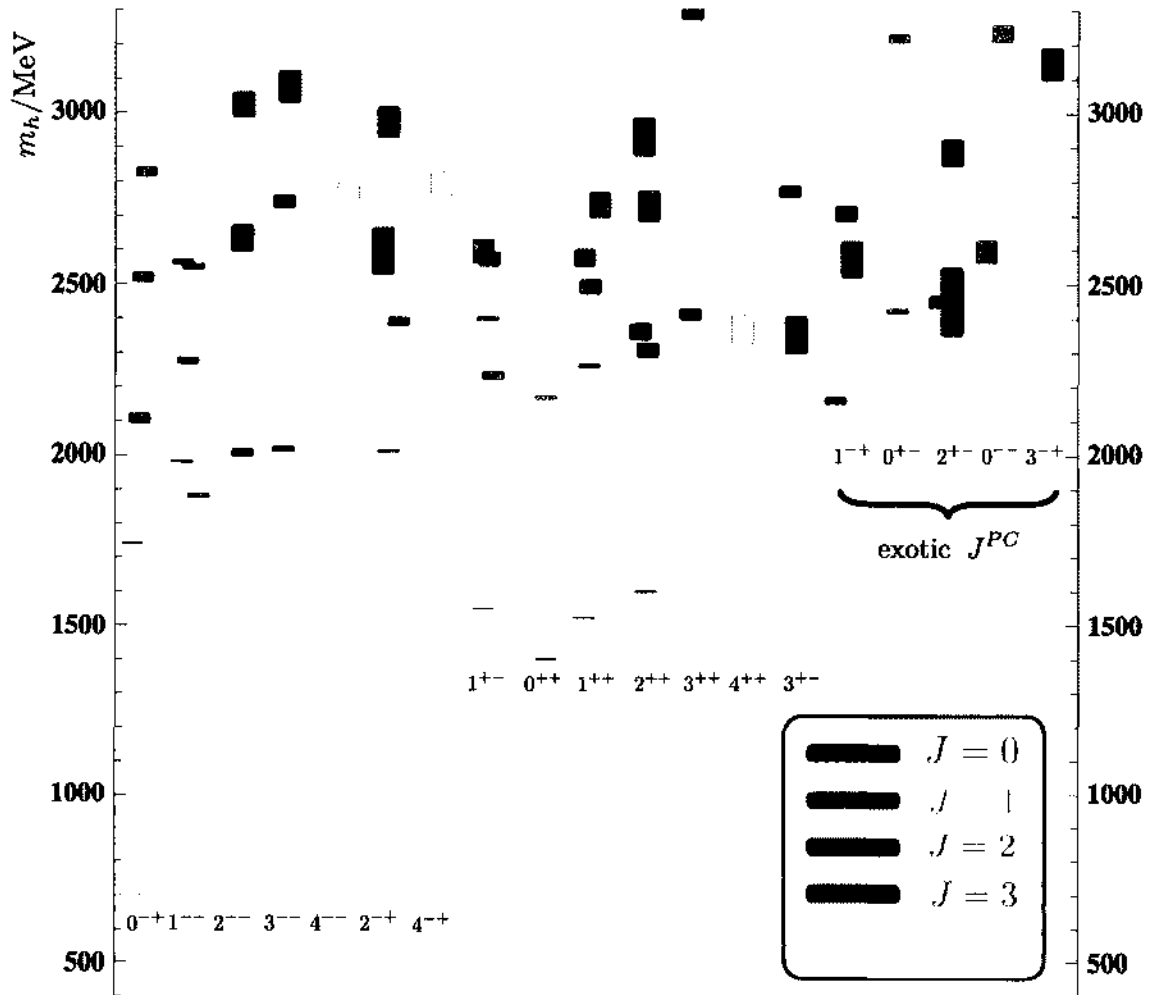 m_h/MeV
3000
2500
2000
1500
1000
500
3000
2500
2000
1500
1000
500
1⁻⁺ 0⁺⁻ 2⁺⁻ 0⁻⁻ 3⁻⁺
exotic J^{PC}
1⁺⁻ 0⁺⁺ 1⁺⁺ 2⁺⁺ 3⁺⁺ 4⁺⁺ 3⁺⁻
J = 0
J 1
J = 2
J = 3
0⁻⁺ 1⁻⁻ 2⁻⁻ 3⁻⁻ 4⁻⁻ 2⁻⁺ 4⁻⁺